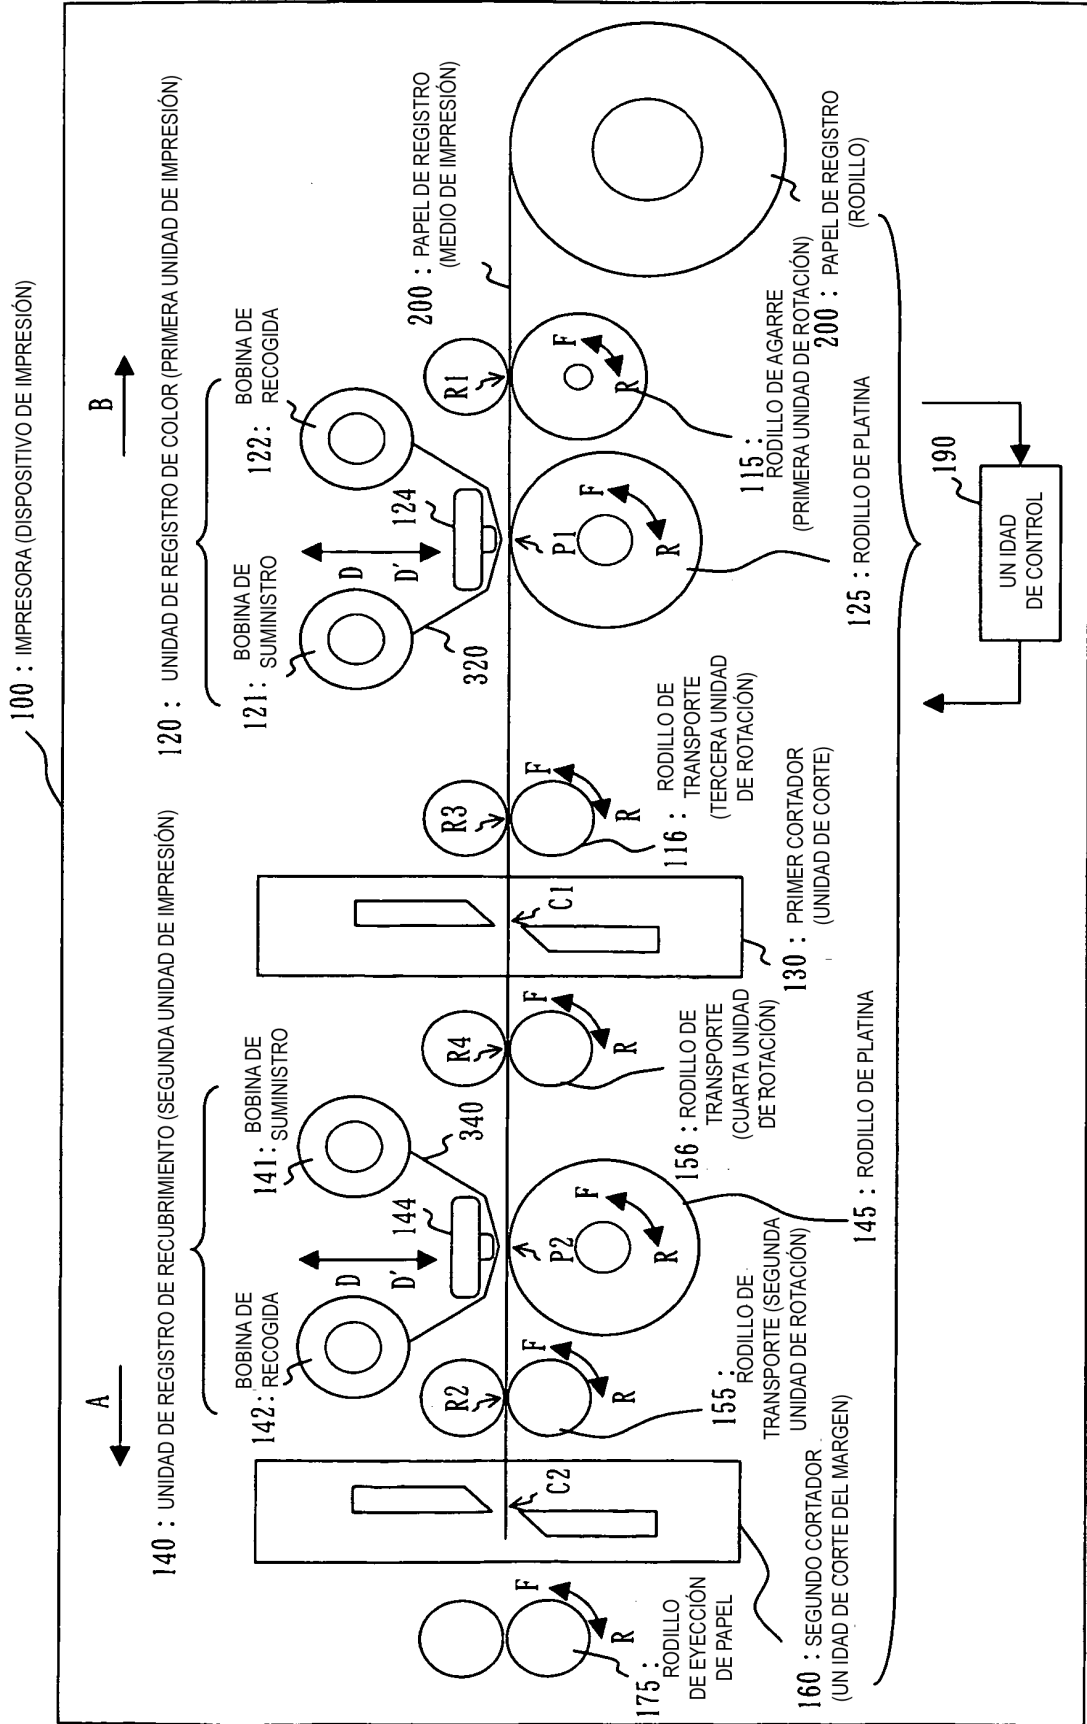 100 : IMPRESORA (DISPOSITIVO DE IMPRESIÓN)
A
B
140 : UNIDAD DE REGISTRO DE RECUBRIMIENTO (SEGUNDA UNIDAD DE IMPRESIÓN)
120 : UNIDAD DE REGISTRO DE COLOR (PRIMERA UNIDAD DE IMPRESIÓN)
142: BOBINA DE
RECOGIDA
141: BOBINA DE
SUMINISTRO
121: BOBINA DE
SUMINISTRO
122: BOBINA DE
RECOGIDA
D
D'
144
340
D
D'
124
320
200 : PAPEL DE REGISTRO
(MEDIO DE IMPRESIÓN)
C2
R2
P2
R4
C1
R3
P1
R1
F
R
F
R
F
R
F
R
F
R
F
R
F
R
175 :
RODILLO
DE EYECCIÓN
DE PAPEL
160 : SEGUNDO CORTADOR
(UNIDAD DE CORTE DEL MARGEN)
155 :
RODILLO DE
TRANSPORTE (SEGUNDA
UNIDAD DE ROTACIÓN)
145 : RODILLO DE PLATINA
156 : RODILLO DE
TRANSPORTE
(CUARTA UNIDAD
DE ROTACIÓN)
130 : PRIMER CORTADOR
(UNIDAD DE CORTE)
116 : RODILLO DE
TRANSPORTE
(TERCERA UNIDAD
DE ROTACIÓN)
125 : RODILLO DE PLATINA
115 :
RODILLO DE AGARRE
(PRIMERA UNIDAD DE ROTACIÓN)
200 : PAPEL DE REGISTRO
(RODILLO)
190
UNIDAD
DE CONTROL